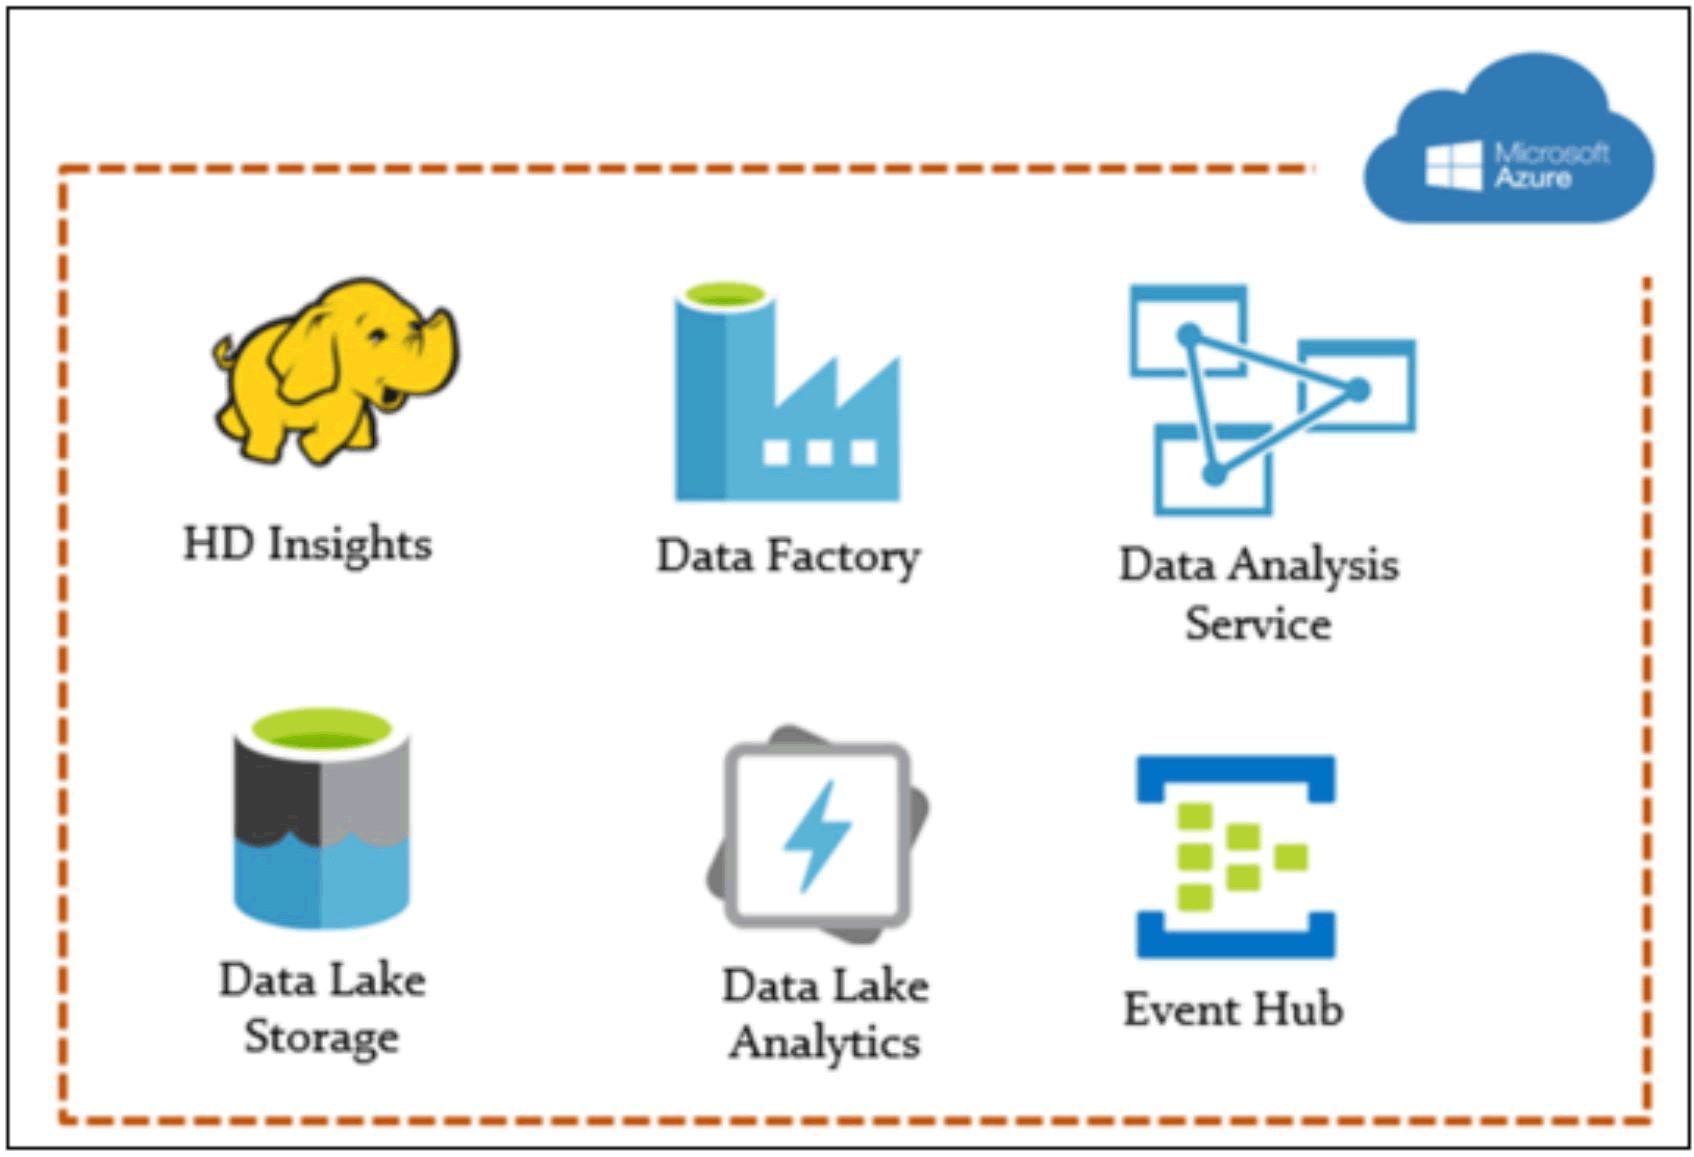 Microsoft
Azure
HD Insights
Data Factory
Data Analysis
Service
Data Lake
Storage
Data Lake
Analytics
Event Hub